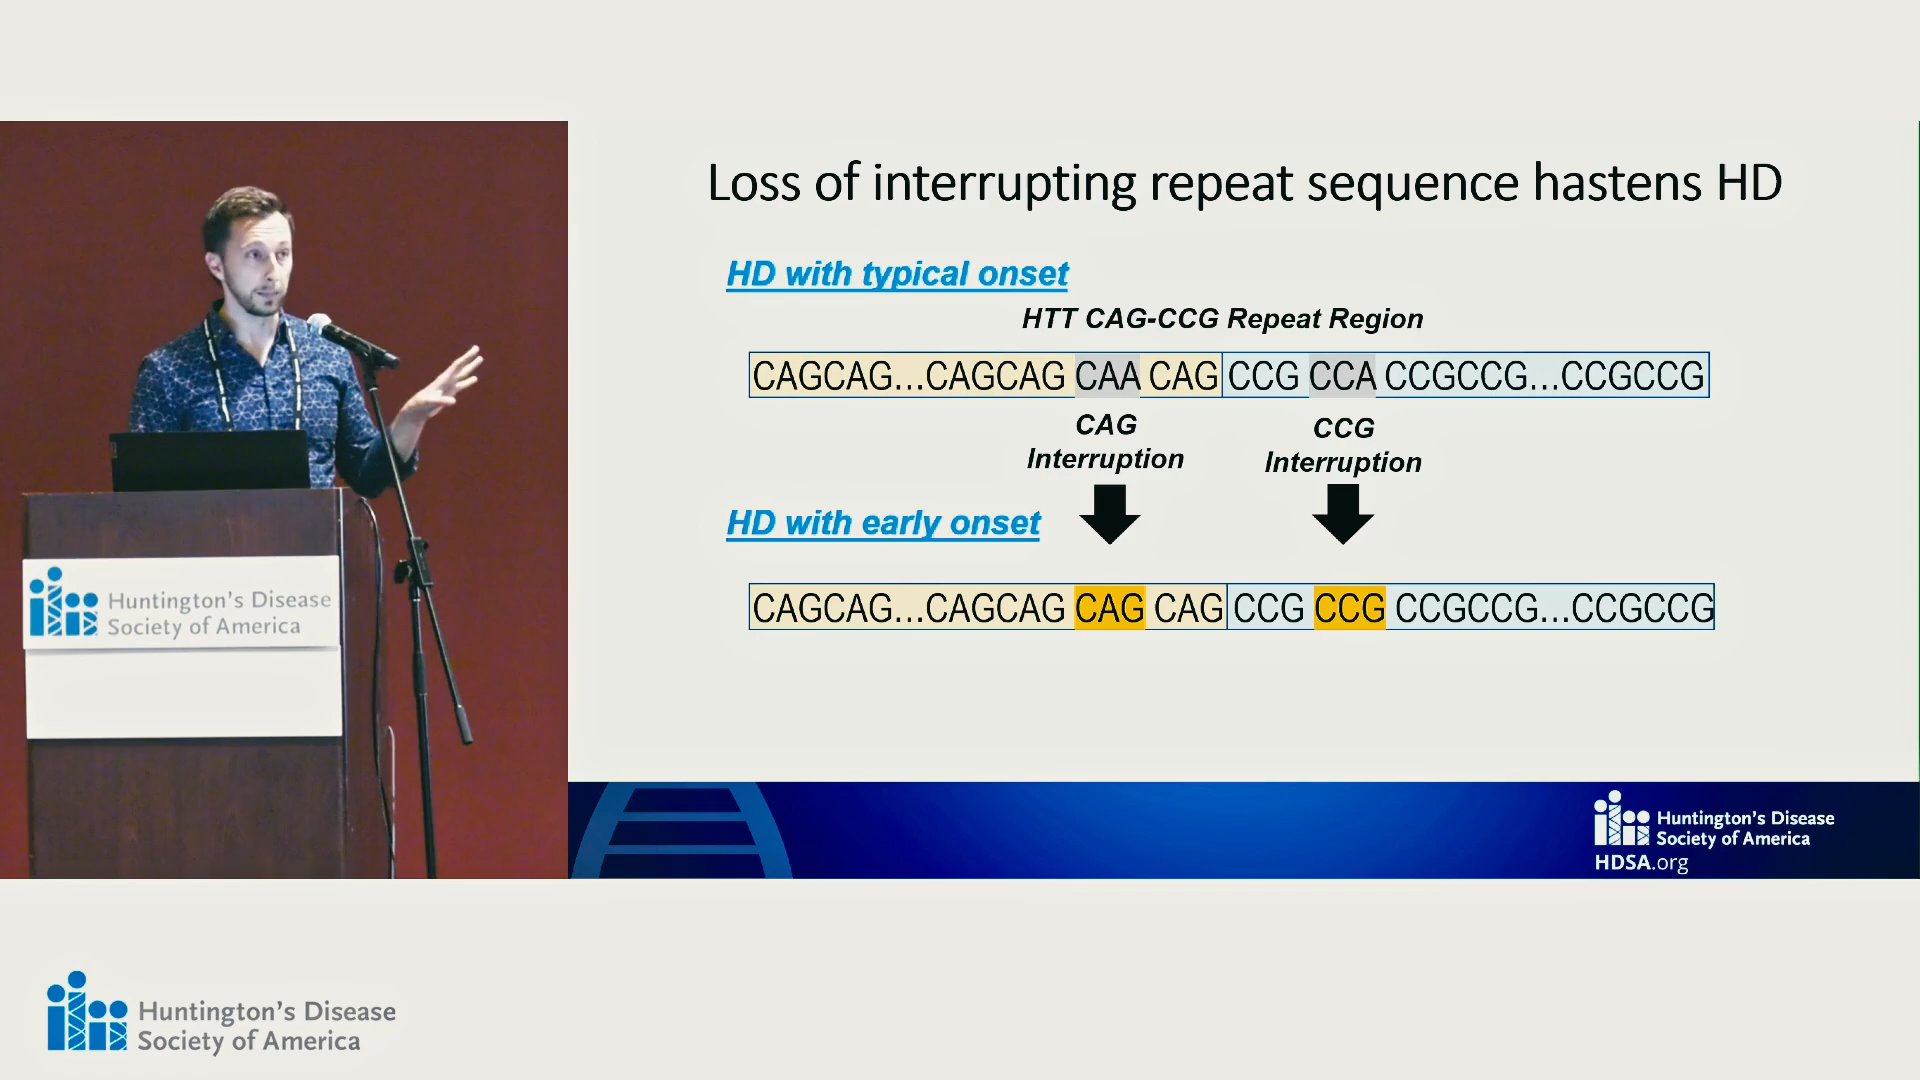 Loss of interrupting repeat sequence hastens HD
HD with typical onset
HTT CAG-CCG Repeat Region
CAGCAG...CAGCAG CAA CAG CCG CCA CCGCCG...CCGCCG
CAG
Interruption
CCG
Interruption
HD with early onset
CAGCAG...CAGCAG CAG CAG CCG CCG CCGCCG...CCGCCG
Huntington's Disease
Society of America
Huntington's Disease
Society of America
HDSA.org
Huntington's Disease
Society of America